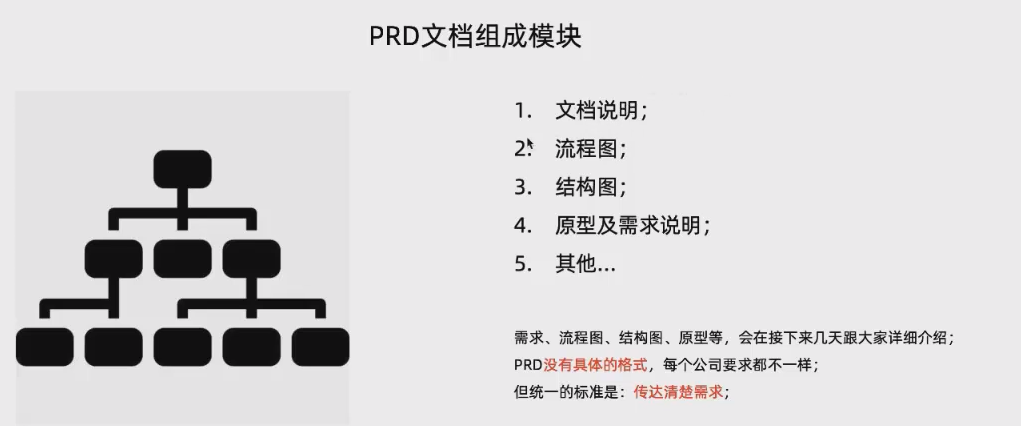 PRD文档组成模块
1. 文档说明；
2. 流程图；
3. 结构图；
4. 原型及需求说明；
5. 其他...
需求、流程图、结构图、原型等，会在接下来几天跟大家详细介绍；
PRD没有具体的格式，每个公司要求都不一样；
但统一的标准是：传达清楚需求；